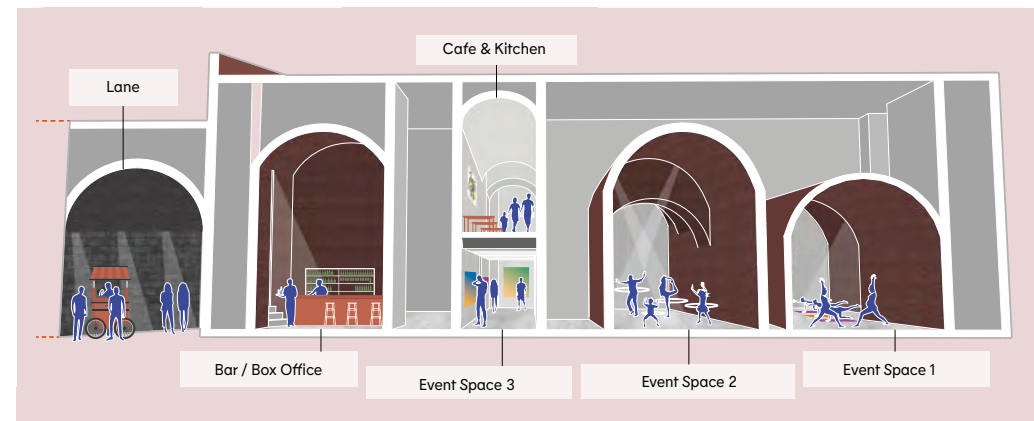 Cafe & Kitchen
Lane
Bar / Box Office
Event Space 3
Event Space 2
Event Space 1